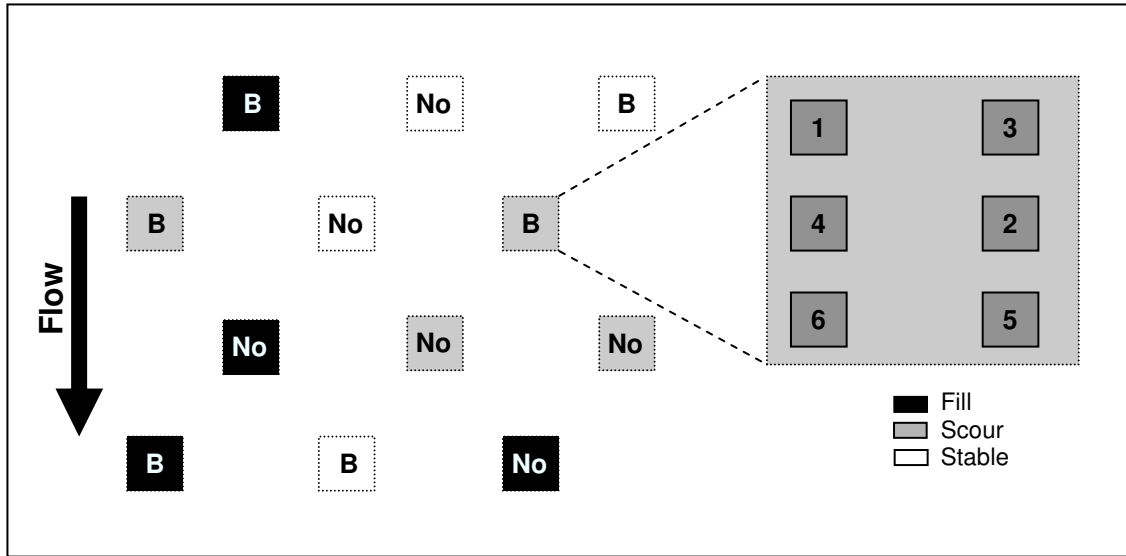 B No B
1 3
B No B
4 2
Flow
6 5
No No No
Fill
Scour
B B No
Stable